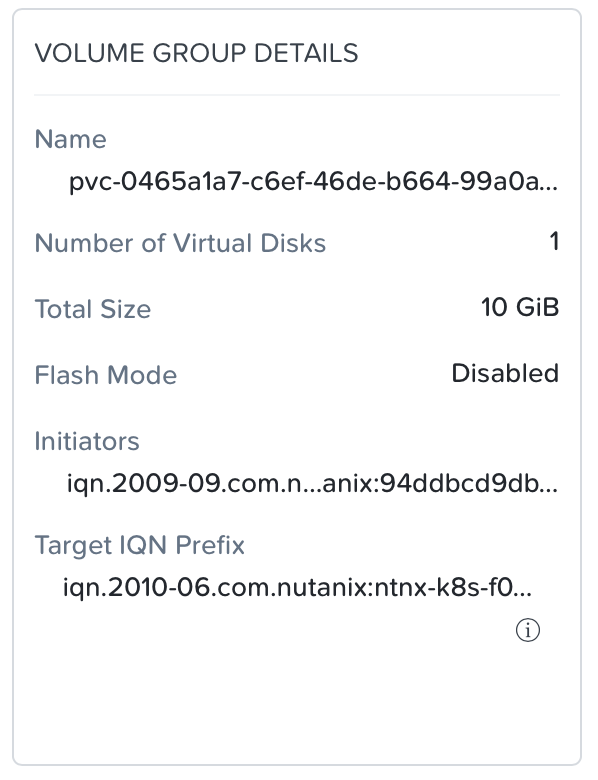 VOLUME GROUP DETAILS
Name
pvc-0465a1a7-c6ef-46de-b664-99a0a...
Number of Virtual Disks 1
Total Size 10 GiB
Flash Mode Disabled
Initiators
iqn.2009-09.com.n...anix:94ddbcd9db...
Target IQN Prefix
iqn.2010-06.com.nutanix:ntnx-k8s-f0...